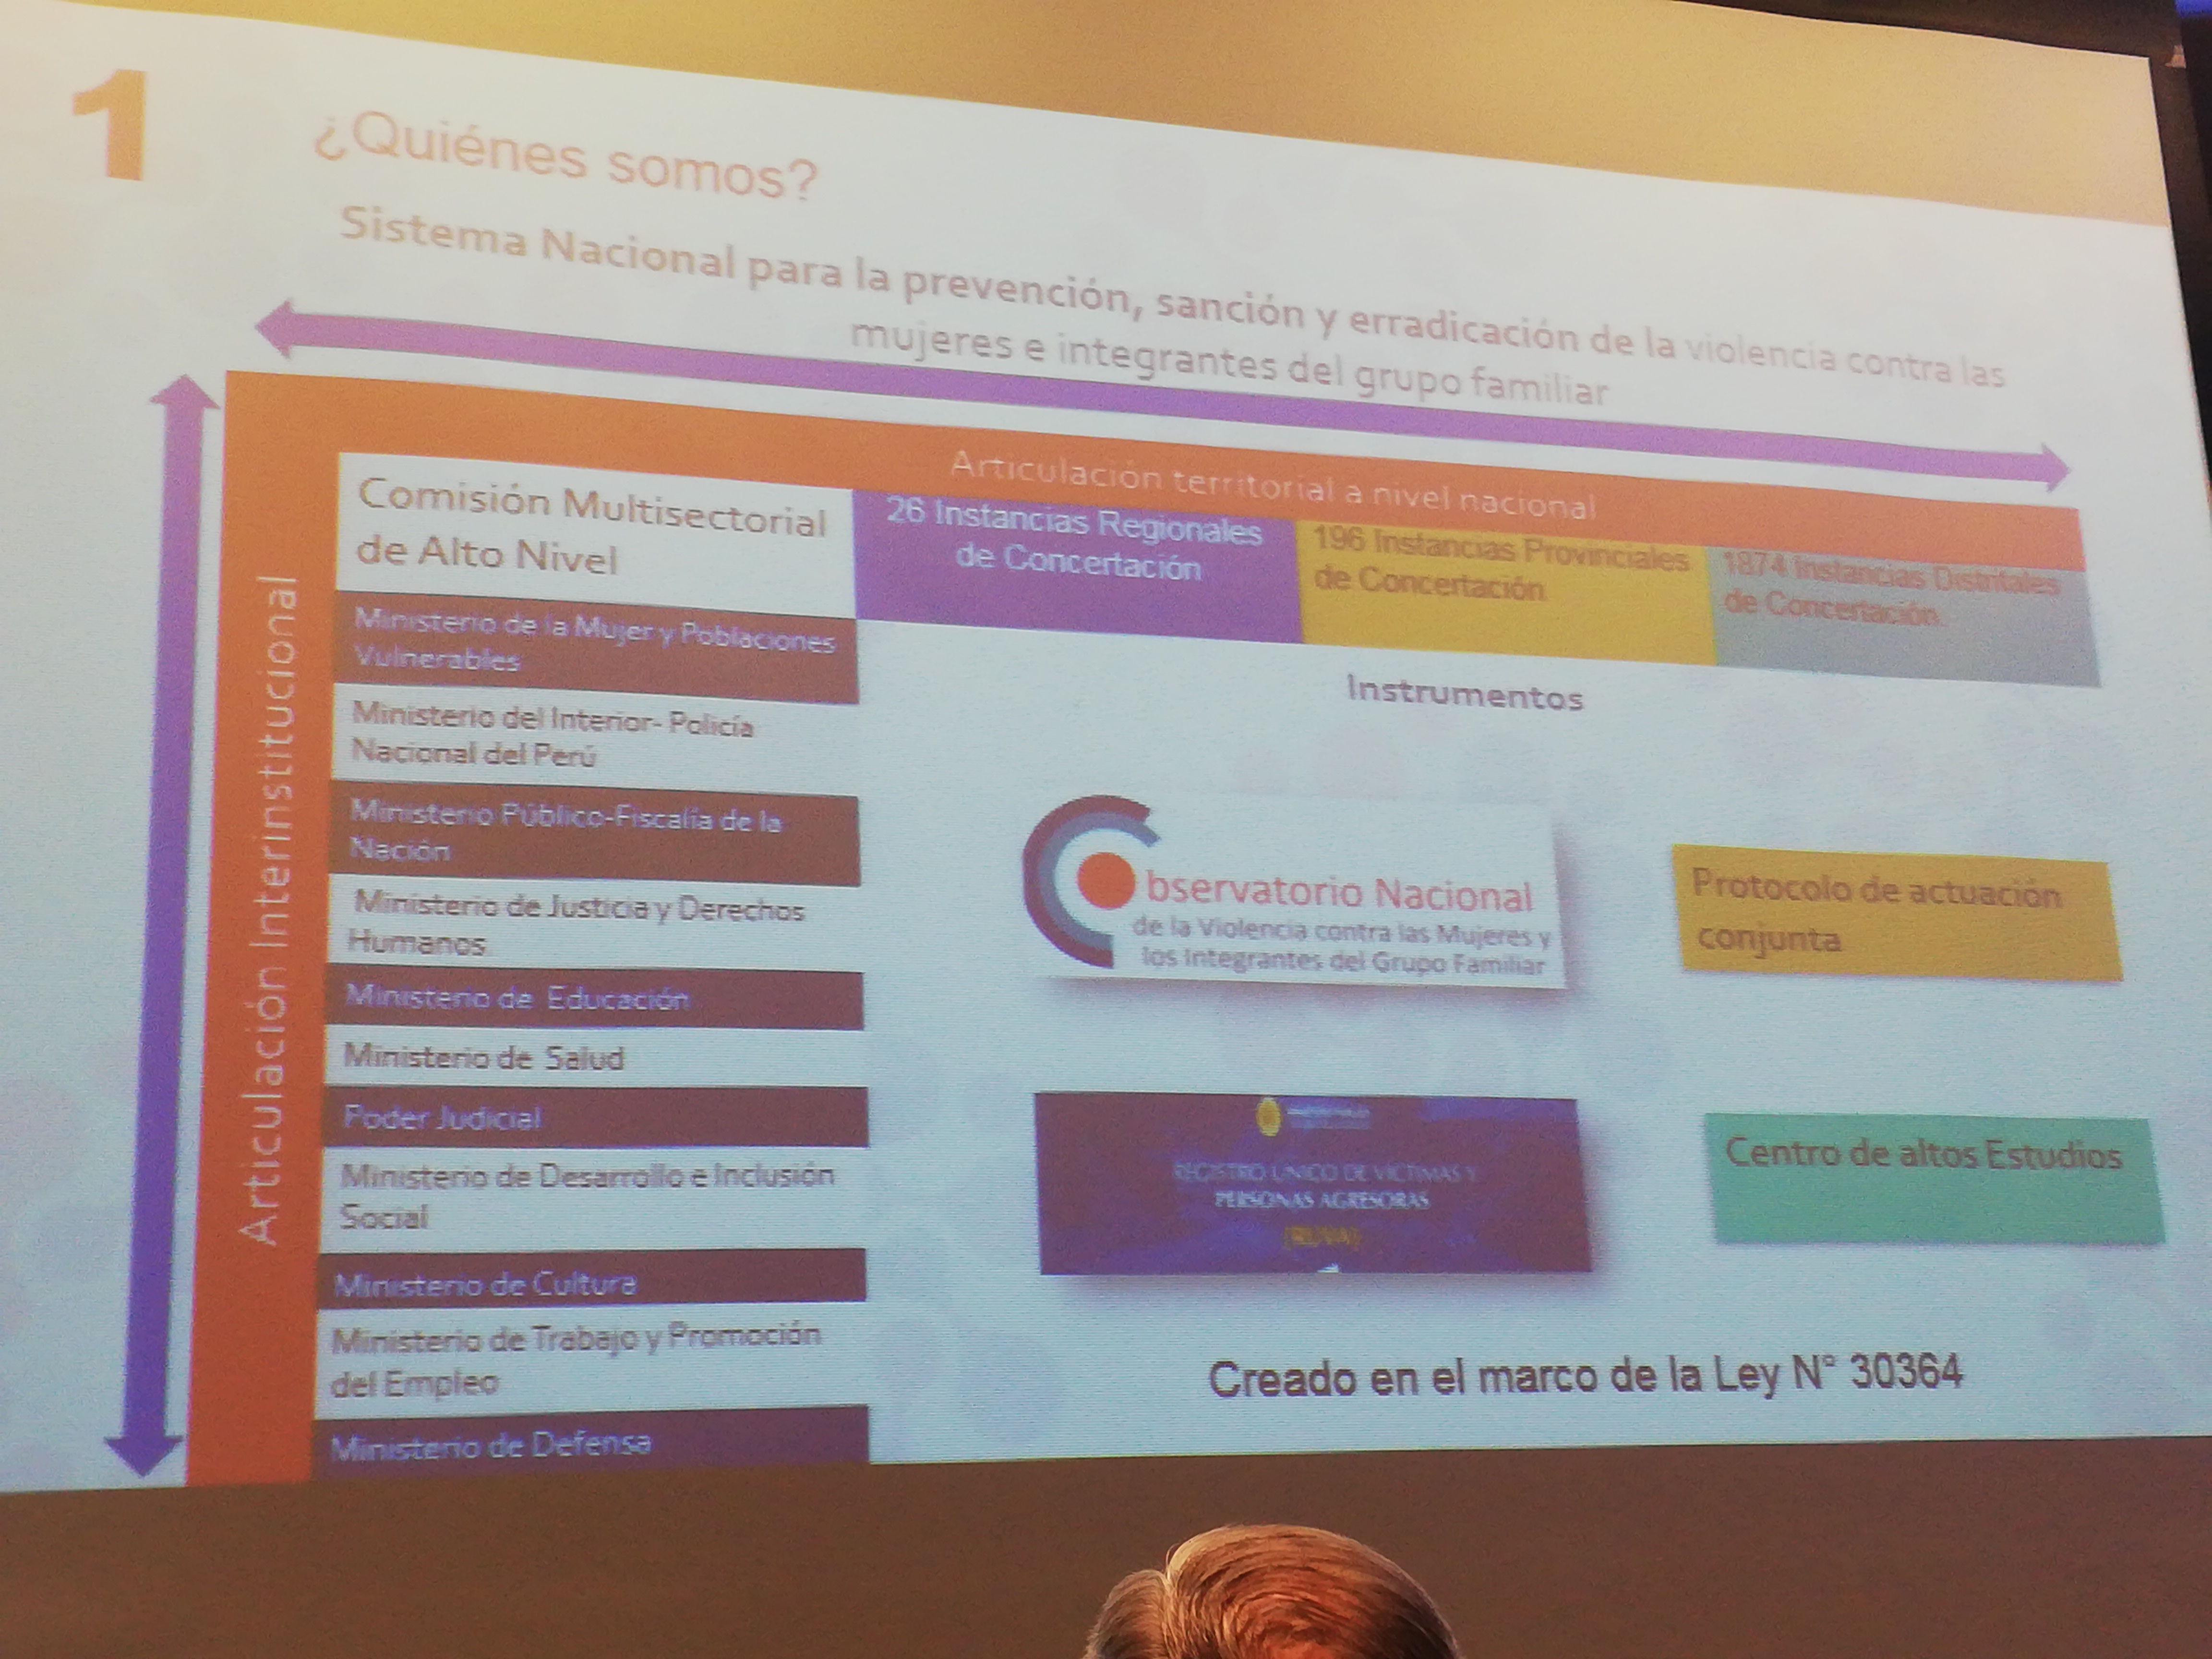 1
¿Quiénes somos?
Sistema Nacional para la prevención, sanción y erradicación de la violencia contra las
mujeres e integrantes del grupo familiar
Articulación territorial a nivel nacional
Articulación Interinstitucional
Comisión Multisectorial
de Alto Nivel
26 Instancias Regionales
de Concertación
196 Instancias Provinciales
de Concertación
1874 Instancias Distritales
de Concertación
Ministerio de la Mujer y Poblaciones
Vulnerables
Ministerio del Interior- Policía
Nacional del Perú
Ministerio Público-Fiscalía de la
Nación
Ministerio de Justicia y Derechos
Humanos
Ministerio de Educación
Ministerio de Salud
Poder Judicial
Ministerio de Desarrollo e Inclusión
Social
Ministerio de Cultura
Ministerio de Trabajo y Promoción
del Empleo
Ministerio de Defensa
Instrumentos
Observatorio Nacional
de la Violencia contra las Mujeres y
los Integrantes del Grupo Familiar
Protocolo de actuación
conjunta
REGISTRO ÚNICO DE VÍCTIMAS Y
PERSONAS AGRESORAS
(RUVA)
Centro de altos Estudios
Creado en el marco de la Ley N° 30364